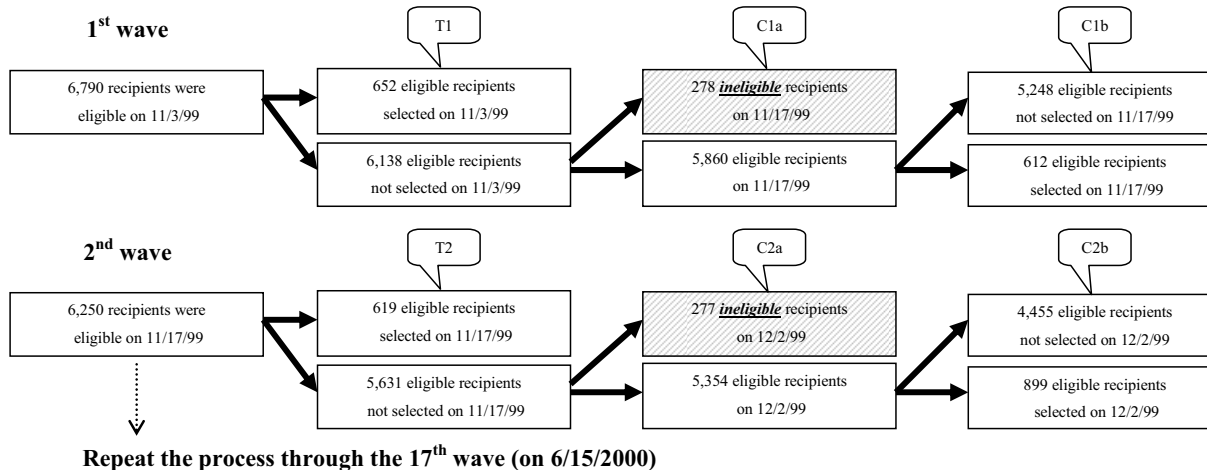 1st wave
T1
C1a
C1b
6,790 recipients were
eligible on 11/3/99
652 eligible recipients
selected on 11/3/99
278 ineligible recipients
on 11/17/99
5,248 eligible recipients
not selected on 11/17/99
6,138 eligible recipients
not selected on 11/3/99
5,860 eligible recipients
on 11/17/99
612 eligible recipients
selected on 11/17/99
2nd wave
T2
C2a
C2b
6,250 recipients were
eligible on 11/17/99
619 eligible recipients
selected on 11/17/99
277 ineligible recipients
on 12/2/99
4,455 eligible recipients
not selected on 12/2/99
5,631 eligible recipients
not selected on 11/17/99
5,354 eligible recipients
on 12/2/99
899 eligible recipients
selected on 12/2/99
Repeat the process through the 17th wave (on 6/15/2000)